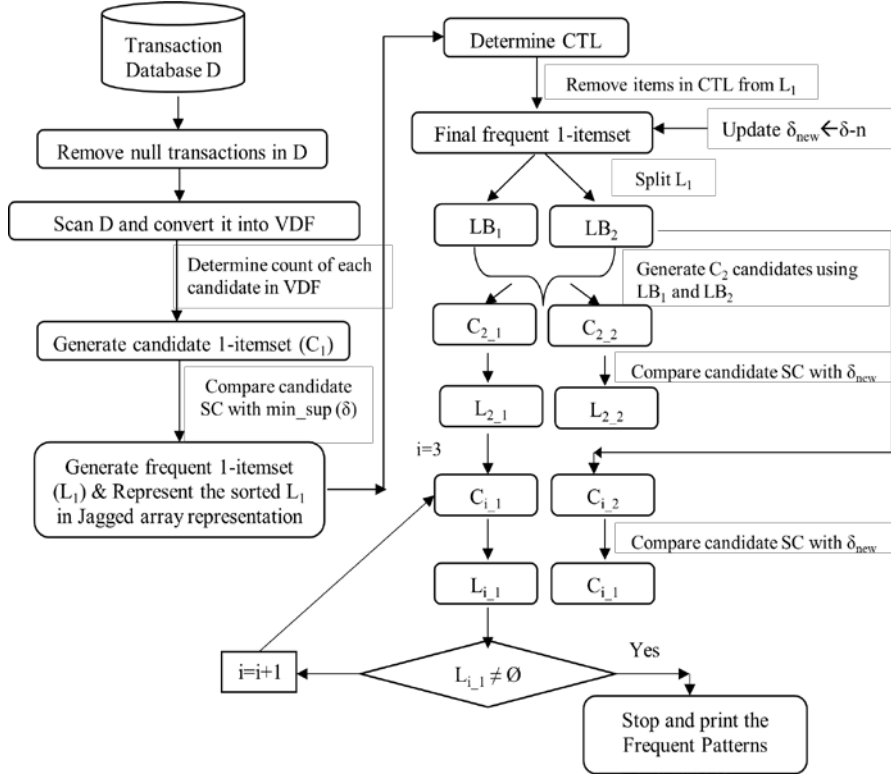 Transaction
Database D
Remove null transactions in D
Scan D and convert it into VDF
Determine count of each
candidate in VDF
Generate candidate 1-itemset (C₁)
Compare candidate
SC with min_sup (δ)
Generate frequent 1-itemset
(L₁) & Represent the sorted L₁
in Jagged array representation
Determine CTL
Remove items in CTL from L₁
Final frequent 1-itemset
Update δnew←δ-n
Split L₁
LB₁
LB₂
Generate C₂ candidates using
LB₁ and LB₂
C2_1
C2_2
Compare candidate SC with δnew
L2_1
L2_2
i=3
Ci_1
Ci_2
Compare candidate SC with δnew
Li_1
Ci_1
Li_1 ≠ Ø
Yes
i=i+1
Stop and print the
Frequent Patterns